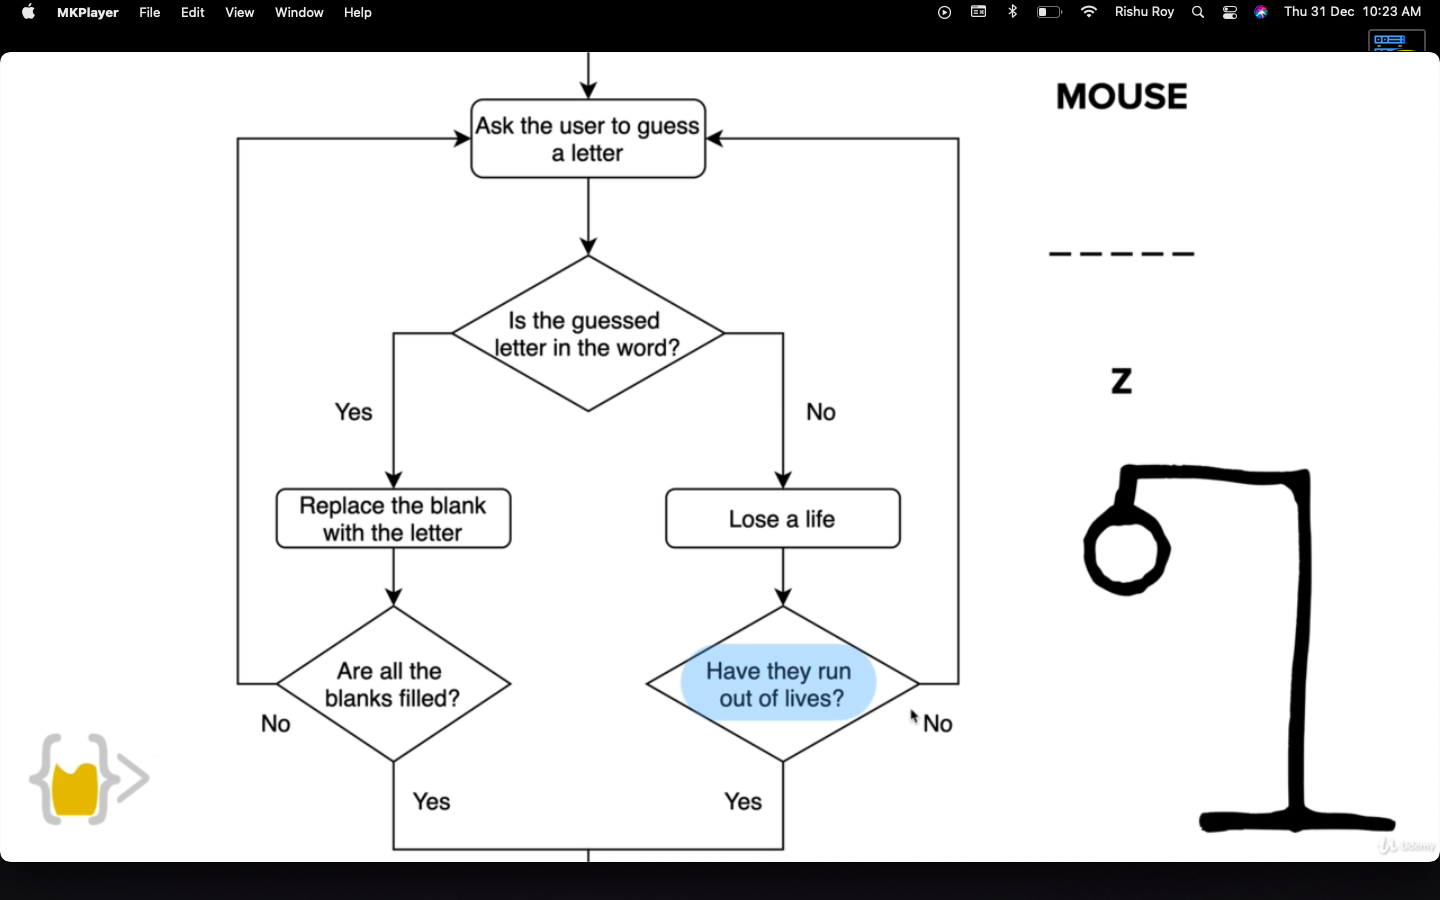 MKPlayer File Edit View Window Help Rishu Roy Thu 31 Dec 10:23 AM
MOUSE
Ask the user to guess
a letter
_ _ _ _ _
Is the guessed
letter in the word?
Z
Yes
No
Replace the blank
with the letter
Lose a life
Are all the
blanks filled?
Have they run
out of lives?
No
No
Yes
Yes
Udemy